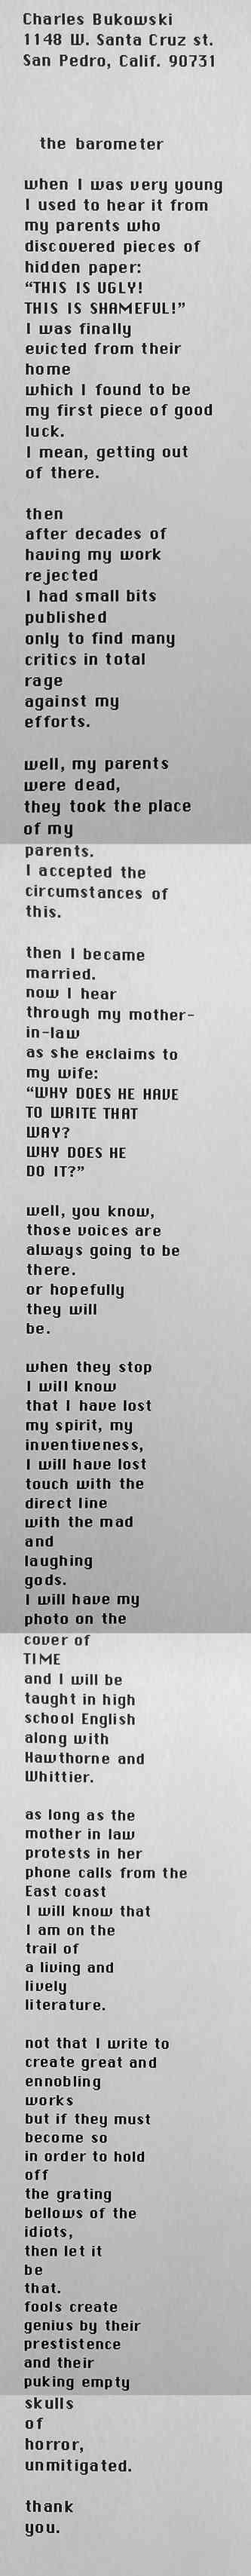 Charles Bukowski
1148 W. Santa Cruz st.
San Pedro, Calif. 90731
the barometer
when I was very young
I used to hear it from
my parents who
discovered pieces of
hidden paper:
“THIS IS UGLY!
THIS IS SHAMEFUL!”
I was finally
evicted from their
home
which I found to be
my first piece of good
luck.
I mean, getting out
of there.
then
after decades of
having my work
rejected
I had small bits
published
only to find many
critics in total
rage
against my
efforts.
well, my parents
were dead,
they took the place
of my
parents.
I accepted the
circumstances of
this.
then I became
married.
now I hear
through my mother-
in-law
as she exclaims to
my wife:
“WHY DOES HE HAVE
TO WRITE THAT
WAY?
WHY DOES HE
DO IT?”
well, you know,
those voices are
always going to be
there.
or hopefully
they will
be.
when they stop
I will know
that I have lost
my spirit, my
inventiveness,
I will have lost
touch with the
direct line
with the mad
and
laughing
gods.
I will have my
photo on the
cover of
TIME
and I will be
taught in high
school English
along with
Hawthorne and
Whittier.
as long as the
mother in law
protests in her
phone calls from the
East coast
I will know that
I am on the
trail of
a living and
lively
literature.
not that I write to
create great and
ennobling
works
but if they must
become so
in order to hold
off
the grating
bellows of the
idiots,
then let it
be
that.
fools create
genius by their
prestistence
and their
puking empty
skulls
of
horror,
unmitigated.
thank
you.